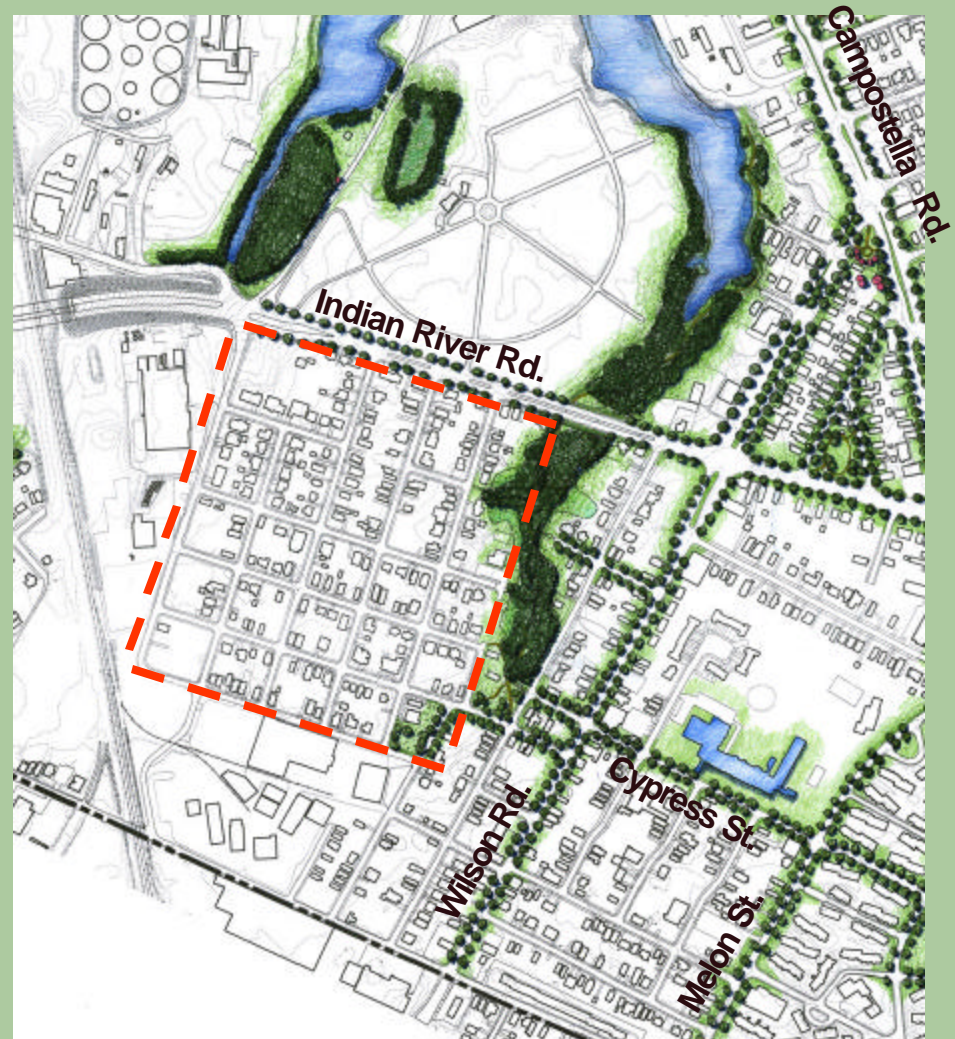 Campostella Rd.
Indian River Rd.
Cypress St.
Wilson Rd.
Melon St.